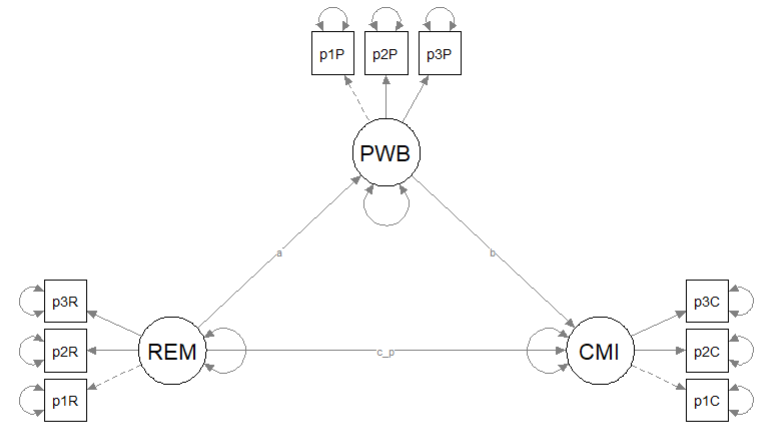 p1P p2P p3P
PWB
a b
p3R p3C
p2R REM c_p CMI p2C
p1R p1C